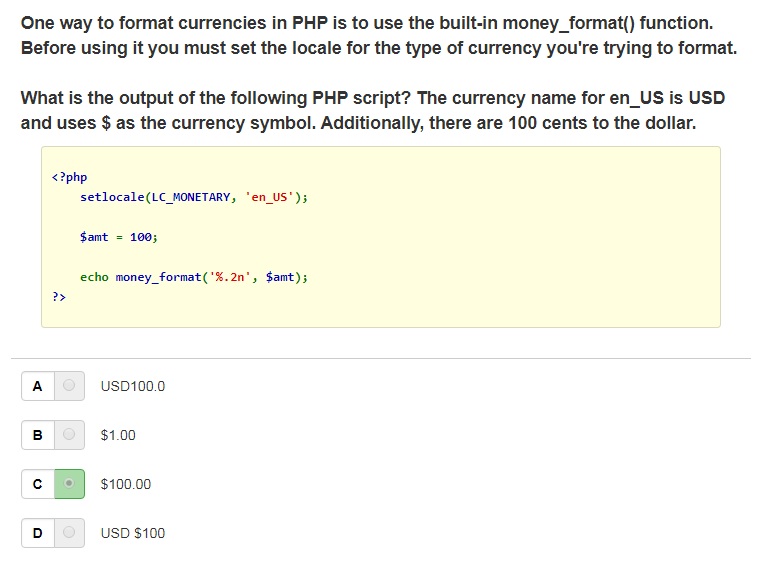 One way to format currencies in PHP is to use the built-in money_format() function.
Before using it you must set the locale for the type of currency you're trying to format.
What is the output of the following PHP script? The currency name for en_US is USD
and uses $ as the currency symbol. Additionally, there are 100 cents to the dollar.
<?php
setlocale(LC_MONETARY, 'en_US');
$amt = 100;
echo money_format('%.2n', $amt);
?>
A USD100.0
B $1.00
C $100.00
D USD $100